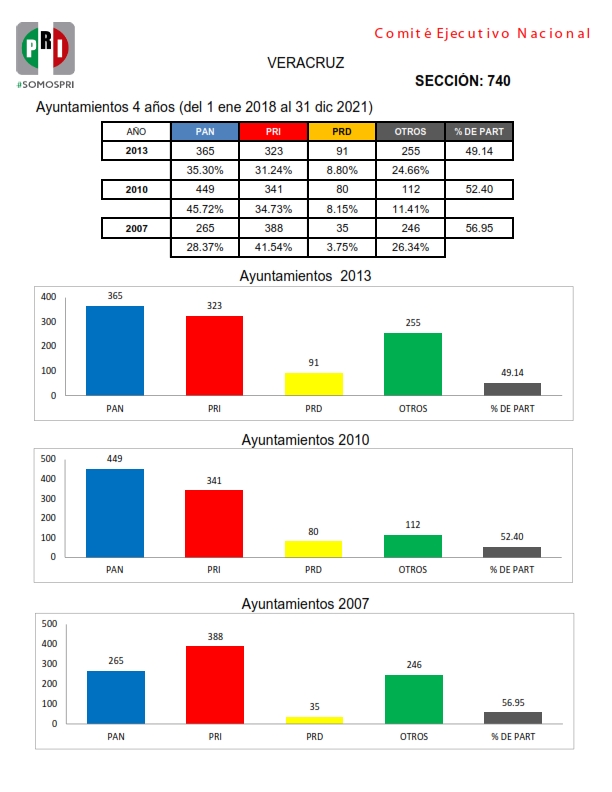 PRI
#SOMOSPRI
Comité Ejecutivo Nacional
VERACRUZ
SECCIÓN: 740
Ayuntamientos 4 años (del 1 ene 2018 al 31 dic 2021)
AÑO PAN PRI PRD OTROS % DE PART
2013 365 323 91 255 49.14
35.30% 31.24% 8.80% 24.66%
2010 449 341 80 112 52.40
45.72% 34.73% 8.15% 11.41%
2007 265 388 35 246 56.95
28.37% 41.54% 3.75% 26.34%
Ayuntamientos 2013
400
300
200
100
0
365
323
91
255
49.14
PAN PRI PRD OTROS % DE PART
Ayuntamientos 2010
500
400
300
200
100
0
449
341
80
112
52.40
PAN PRI PRD OTROS % DE PART
Ayuntamientos 2007
500
400
300
200
100
0
265
388
35
246
56.95
PAN PRI PRD OTROS % DE PART